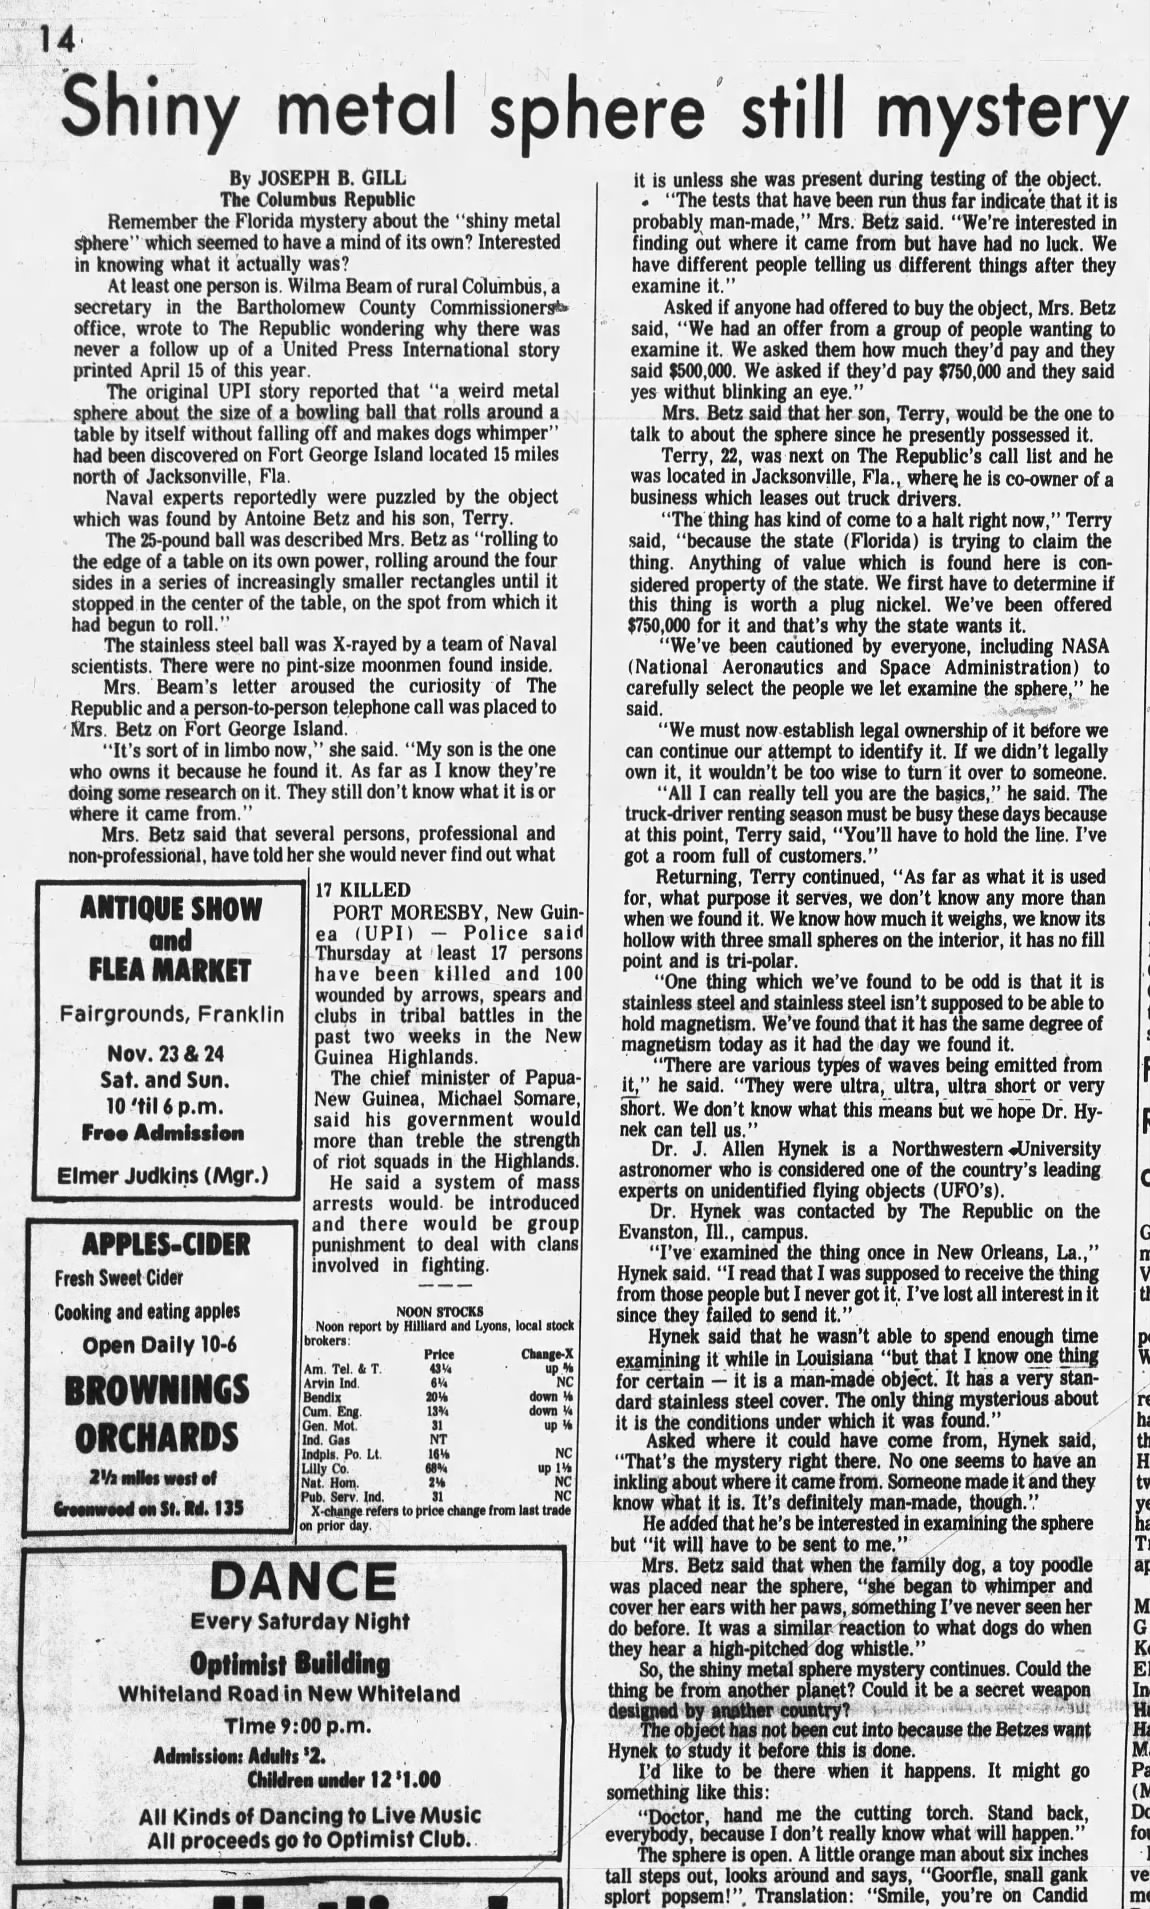 14
Shiny metal sphere still mystery
By JOSEPH B. GILL
The Columbus Republic
Remember the Florida mystery about the "shiny metal
sphere" which seemed to have a mind of its own? Interested
in knowing what it actually was?
At least one person is. Wilma Beam of rural Columbus, a
secretary in the Bartholomew County Commissioners
office, wrote to The Republic wondering why there was
never a follow up of a United Press International story
printed April 15 of this year.
The original UPI story reported that "a weird metal
sphere about the size of a bowling ball that rolls around a
table by itself without falling off and makes dogs whimper"
had been discovered on Fort George Island located 15 miles
north of Jacksonville, Fla.
Naval experts reportedly were puzzled by the object
which was found by Antoine Betz and his son, Terry.
The 25-pound ball was described Mrs. Betz as "rolling to
the edge of a table on its own power, rolling around the four
sides in a series of increasingly smaller rectangles until it
stopped in the center of the table, on the spot from which it
had begun to roll."
The stainless steel ball was X-rayed by a team of Naval
scientists. There were no pint-size moonmen found inside.
Mrs. Beam's letter aroused the curiosity of The
Republic and a person-to-person telephone call was placed to
Mrs. Betz on Fort George Island.
"It's sort of in limbo now," she said. "My son is the one
who owns it because he found it. As far as I know they're
doing some research on it. They still don't know what it is or
where it came from."
Mrs. Betz said that several persons, professional and
non-professional, have told her she would never find out what
it is unless she was present during testing of the object.
"The tests that have been run thus far indicate that it is
probably man-made," Mrs. Betz said. "We're interested in
finding out where it came from but have had no luck. We
have different people telling us different things after they
examine it."
Asked if anyone had offered to buy the object, Mrs. Betz
said, "We had an offer from a group of people wanting to
examine it. We asked them how much they'd pay and they
said $500,000. We asked if they'd pay $750,000 and they said
yes withut blinking an eye."
Mrs. Betz said that her son, Terry, would be the one to
talk to about the sphere since he presently possessed it.
Terry, 22, was next on The Republic's call list and he
was located in Jacksonville, Fla., where he is co-owner of a
business which leases out truck drivers.
"The thing has kind of come to a halt right now," Terry
said, "because the state (Florida) is trying to claim the
thing. Anything of value which is found here is con-
sidered property of the state. We first have to determine if
this thing is worth a plug nickel. We've been offered
$750,000 for it and that's why the state wants it.
"We've been cautioned by everyone, including NASA
(National Aeronautics and Space Administration) to
carefully select the people we let examine the sphere," he
said.
"We must now establish legal ownership of it before we
can continue our attempt to identify it. If we didn't legally
own it, it wouldn't be too wise to turn it over to someone.
"All I can really tell you are the basics," he said. The
truck-driver renting season must be busy these days because
at this point, Terry said, "You'll have to hold the line. I've
got a room full of customers."
Returning, Terry continued, "As far as what it is used
for, what purpose it serves, we don't know any more than
when we found it. We know how much it weighs, we know its
hollow with three small spheres on the interior, it has no fill
point and is tri-polar.
"One thing which we've found to be odd is that it is
stainless steel and stainless steel isn't supposed to be able to
hold magnetism. We've found that it has the same degree of
magnetism today as it had the day we found it.
"There are various types of waves being emitted from
it," he said. "They were ultra, ultra, ultra short or very
short. We don't know what this means but we hope Dr. Hy-
nek can tell us."
Dr. J. Allen Hynek is a Northwestern University
astronomer who is considered one of the country's leading
experts on unidentified flying objects (UFO's).
Dr. Hynek was contacted by The Republic on the
Evanston, Ill., campus.
"I've examined the thing once in New Orleans, La.,"
Hynek said. "I read that I was supposed to receive the thing
from those people but I never got it. I've lost all interest in it
since they failed to send it."
Hynek said that he wasn't able to spend enough time
examining it while in Louisiana "but that I know one thing
for certain — it is a man-made object. It has a very stan-
dard stainless steel cover. The only thing mysterious about
it is the conditions under which it was found."
Asked where it could have come from, Hynek said,
"That's the mystery right there. No one seems to have an
inkling about where it came from. Someone made it and they
know what it is. It's definitely man-made, though."
He added that he's be interested in examining the sphere
but "it will have to be sent to me."
Mrs. Betz said that when the family dog, a toy poodle
was placed near the sphere, "she began to whimper and
cover her ears with her paws, something I've never seen her
do before. It was a similar reaction to what dogs do when
they hear a high-pitched dog whistle."
So, the shiny metal sphere mystery continues. Could the
thing be from another planet? Could it be a secret weapon
designed by another country?
The object has not been cut into because the Betzes want
Hynek to study it before this is done.
I'd like to be there when it happens. It might go
something like this:
"Doctor, hand me the cutting torch. Stand back,
everybody, because I don't really know what will happen."
The sphere is open. A little orange man about six inches
tall steps out, looks around and says, "Goorfle, snall gank
splort popsem!". Translation: "Smile, you're on Candid
ANTIQUE SHOW
and
FLEA MARKET
Fairgrounds, Franklin
Nov. 23 & 24
Sat. and Sun.
10 'til 6 p.m.
Free Admission
Elmer Judkins (Mgr.)
APPLES-CIDER
Fresh Sweet Cider
Cooking and eating apples
Open Daily 10-6
BROWNINGS
ORCHARDS
2½ miles west of
Greenwood on St. Rd. 135
17 KILLED
PORT MORESBY, New Guin-
ea (UPI) — Police said
Thursday at least 17 persons
have been killed and 100
wounded by arrows, spears and
clubs in tribal battles in the
past two weeks in the New
Guinea Highlands.
The chief minister of Papua-
New Guinea, Michael Somare,
said his government would
more than treble the strength
of riot squads in the Highlands.
He said a system of mass
arrests would be introduced
and there would be group
punishment to deal with clans
involved in fighting.
NOON STOCKS
Noon report by Hilliard and Lyons, local stock
brokers:
Price Change-X
Am. Tel. & T. 43¼ up
Arvin Ind. 6¼ NC
Bendix down
Cum. Eng. 13¾ down ¼
Gen. Mot. 31 up
Ind. Gas NT
Indpls. Po. Lt. NC
Lilly Co. 68¾ up
Nat. Hom. NC
Pub. Serv. Ind. 31 NC
X-change refers to price change from last trade
on prior day.
DANCE
Every Saturday Night
Optimist Building
Whiteland Road in New Whiteland
Time 9:00 p.m.
Admission: Adults $2.
Children under 12 $1.00
All Kinds of Dancing to Live Music
All proceeds go to Optimist Club.